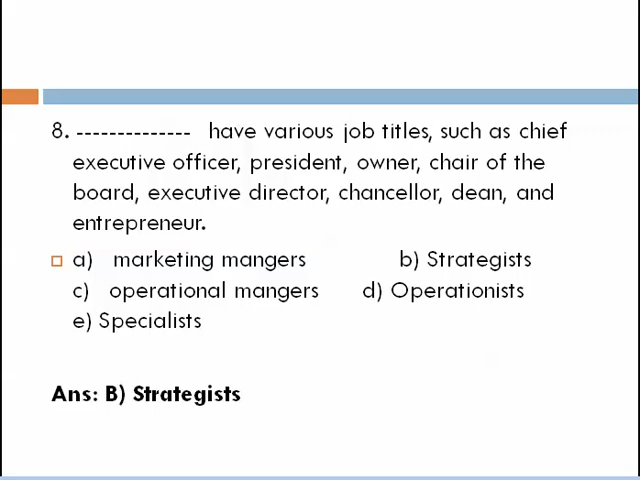 8. -------------- have various job titles, such as chief
executive officer, president, owner, chair of the
board, executive director, chancellor, dean, and
entrepreneur.
a) marketing mangers b) Strategists
c) operational mangers d) Operationists
e) Specialists
Ans: B) Strategists